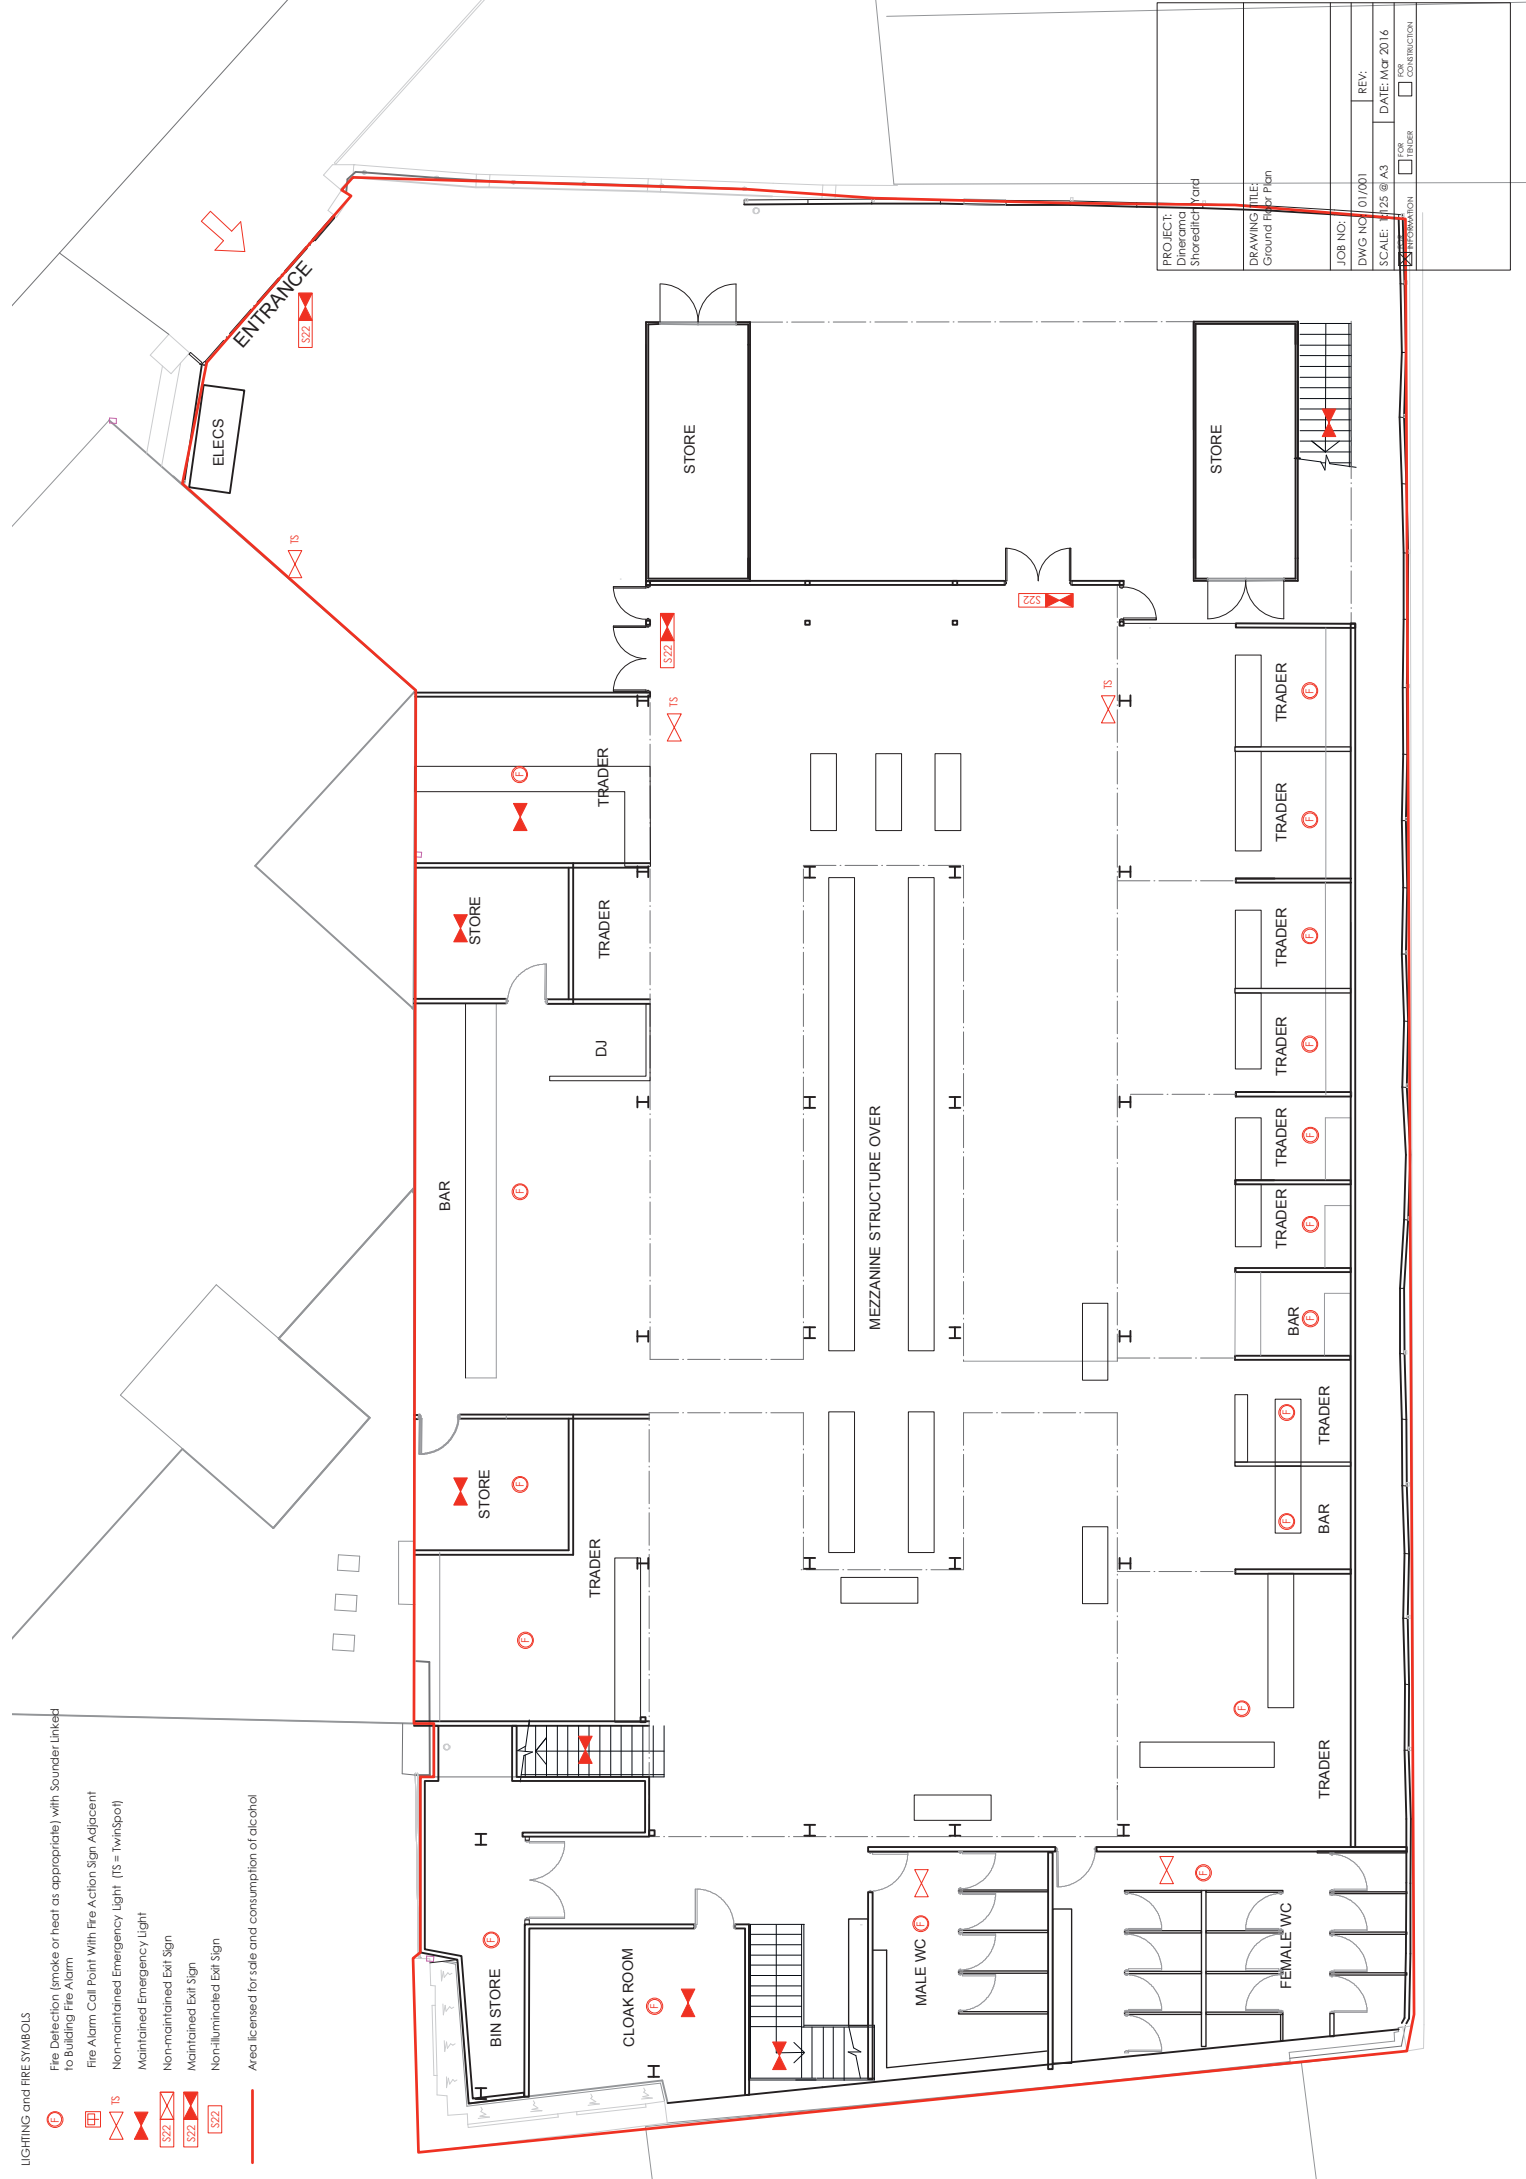 LIGHTING and FIRE SYMBOLS
F
Fire Detection (smoke or heat as appropriate) with Sounder Linked
to Building Fire Alarm
Fire Alarm Call Point With Fire Action Sign Adjacent
TS
Non-maintained Emergency Light (TS = TwinSpot)
Maintained Emergency Light
S22
Non-maintained Exit Sign
S22
Maintained Exit Sign
S22
Non-illuminated Exit Sign
Area licensed for sale and consumption of alcohol
ENTRANCE
S22
ELECS
TS
STORE
STORE
S22
S22
TS
TS
TRADER
F
STORE
TRADER
DJ
BAR
F
STORE
F
TRADER
F
MEZZANINE STRUCTURE OVER
TRADER
F
TRADER
F
TRADER
F
TRADER
F
TRADER
F
TRADER
F
BAR
F
TRADER
F
BAR
F
TRADER
F
BIN STORE
F
CLOAK ROOM
F
MALE WC
F
FEMALE WC
F
PROJECT:
Dinerama
Shoreditch Yard
DRAWING TITLE:
Ground Floor Plan
JOB NO:
DWG NO: 01/001
REV:
SCALE: 1:125 @ A3
DATE: Mar 2016
FOR
INFORMATION
FOR
TENDER
FOR
CONSTRUCTION